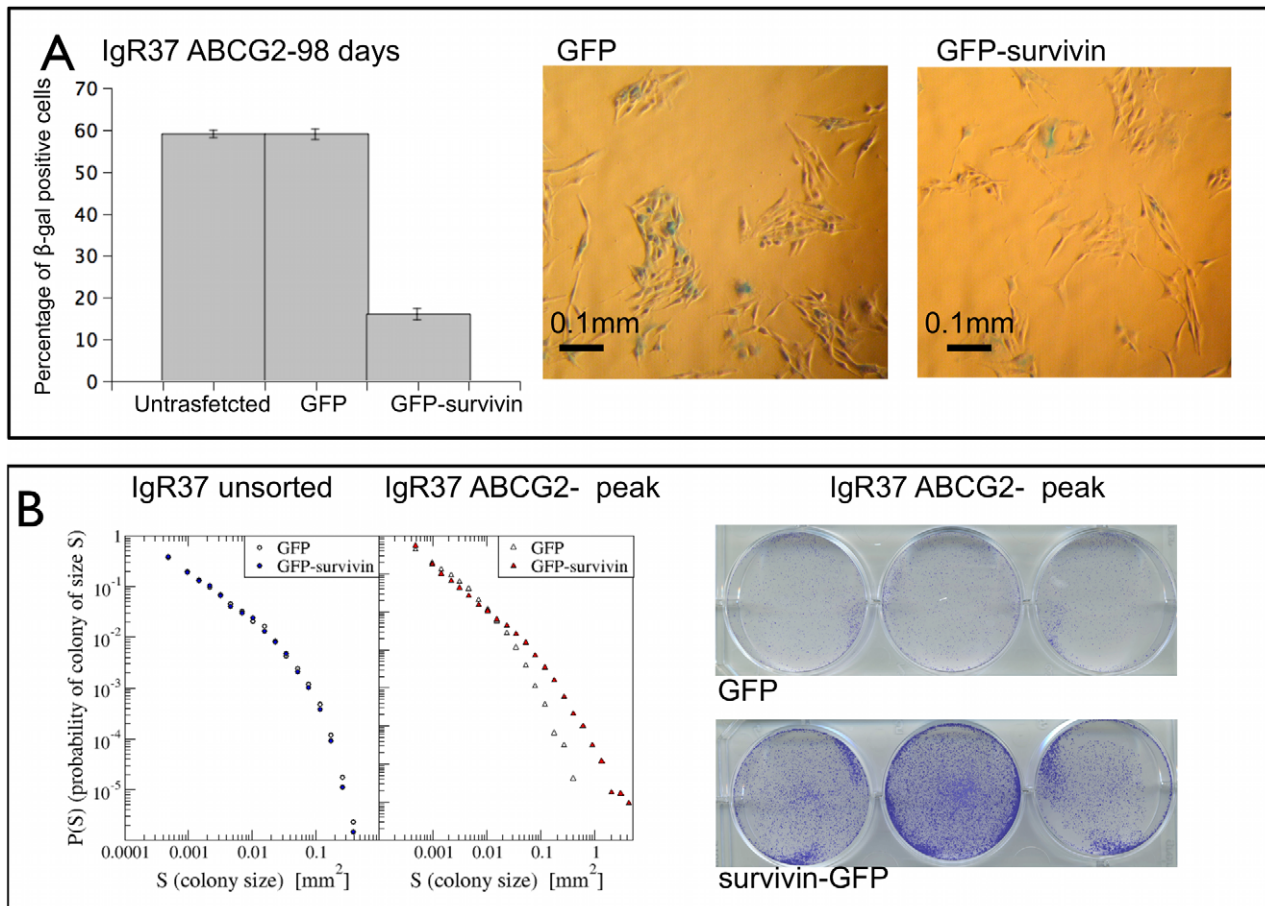 A
IgR37 ABCG2-98 days
Percentage of β-gal positive cells
70
60
50
40
30
20
10
0
Untrasfetcted GFP GFP-survivin
GFP
0.1mm
GFP-survivin
0.1mm
B
IgR37 unsorted
IgR37 ABCG2- peak
P(S) (probability of colony of size S)
1
10-1
10-2
10-3
10-4
10-5
GFP
GFP-survivin
0.0001 0.001 0.01 0.1
S (colony size) [mm2]
GFP
GFP-survivin
0.001 0.01 0.1 1
S (colony size) [mm2]
IgR37 ABCG2- peak
GFP
survivin-GFP